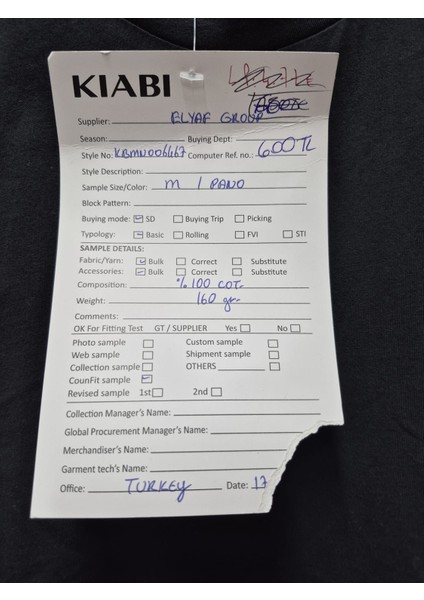 KIABI
Supplier: ELYAF GROUP
Season: Buying Dept:
Style No: KBMN006467 Computer Ref. no.: 600TL
Style Description:
Sample Size/Color: M / PANO
Block Pattern:
Buying mode: SD Buying Trip Picking
Typology: Basic Rolling FVI STI
SAMPLE DETAILS:
Fabric/Yarn: Bulk Correct Substitute
Accessories: Bulk Correct Substitute
Composition: % 100 COT.
Weight: 160 gr.
Comments:
OK For Fitting Test GT / SUPPLIER Yes No
Photo sample Custom sample
Web sample Shipment sample
Collection sample OTHERS
CounFit sample
Revised sample 1st 2nd
Collection Manager's Name:
Global Procurement Manager's Name:
Merchandiser's Name:
Garment tech's Name:
Office: TURKEY Date: 17